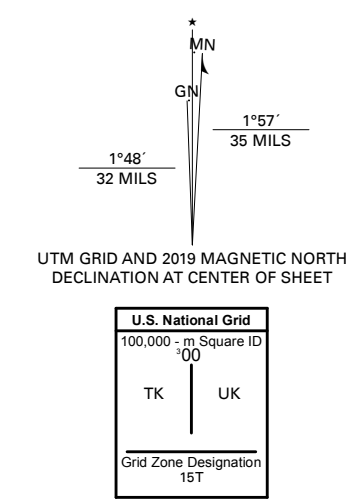 ★
MN
GN
1°57´
35 MILS
1°48´
32 MILS
UTM GRID AND 2019 MAGNETIC NORTH
DECLINATION AT CENTER OF SHEET
U.S. National Grid
100,000 - m Square ID
³00
TK UK
Grid Zone Designation
15T